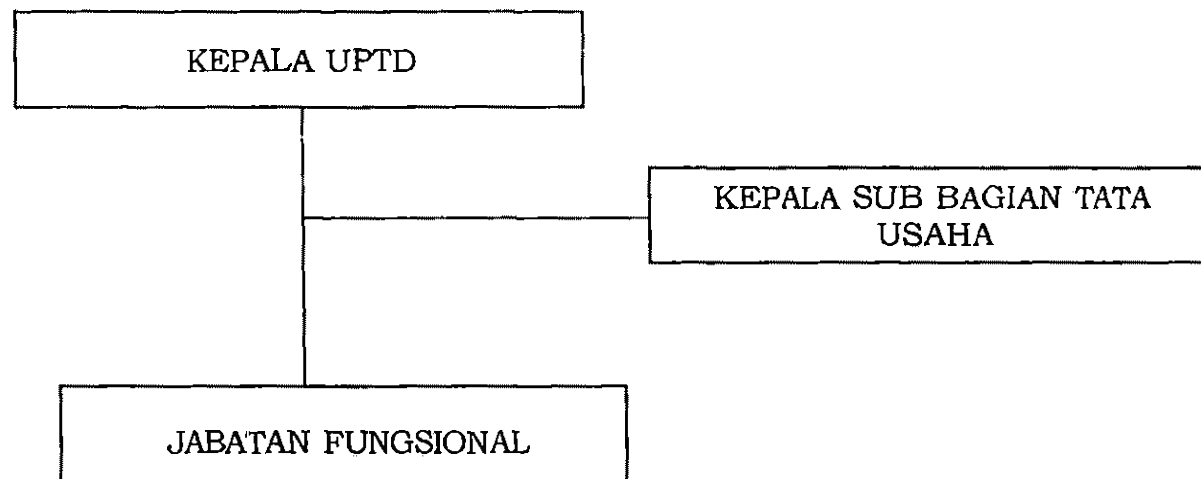 KEPALA UPTD
KEPALA SUB BAGIAN TATA
USAHA
JABATAN FUNGSIONAL